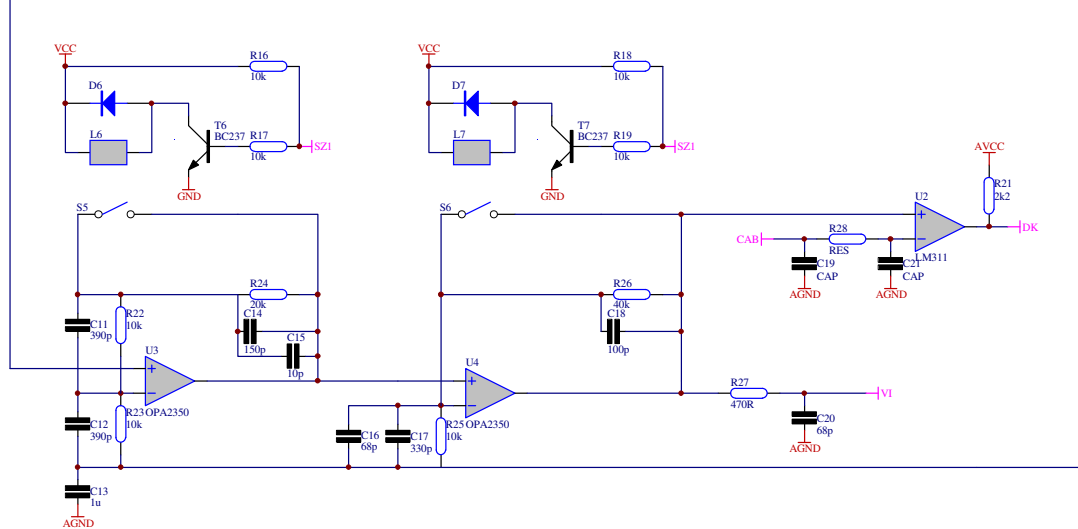 VCC
R16
10k
D6
L6
T6
BC237
R17
10k
SZ1
GND
VCC
R18
10k
D7
L7
T7
BC237
R19
10k
SZ1
GND
AVCC
R21
2k2
S5
S6
U2
DK
CAB
R28
RES
LM311
C19
CAP
C21
CAP
AGND
AGND
R24
20k
R26
40k
C11
390p
R22
10k
C14
150p
C15
10p
C18
100p
U3
OPA2350
U4
OPA2350
R27
470R
VI
C12
390p
R23
10k
C16
68p
C17
330p
R25
10k
C20
68p
AGND
C13
1u
AGND